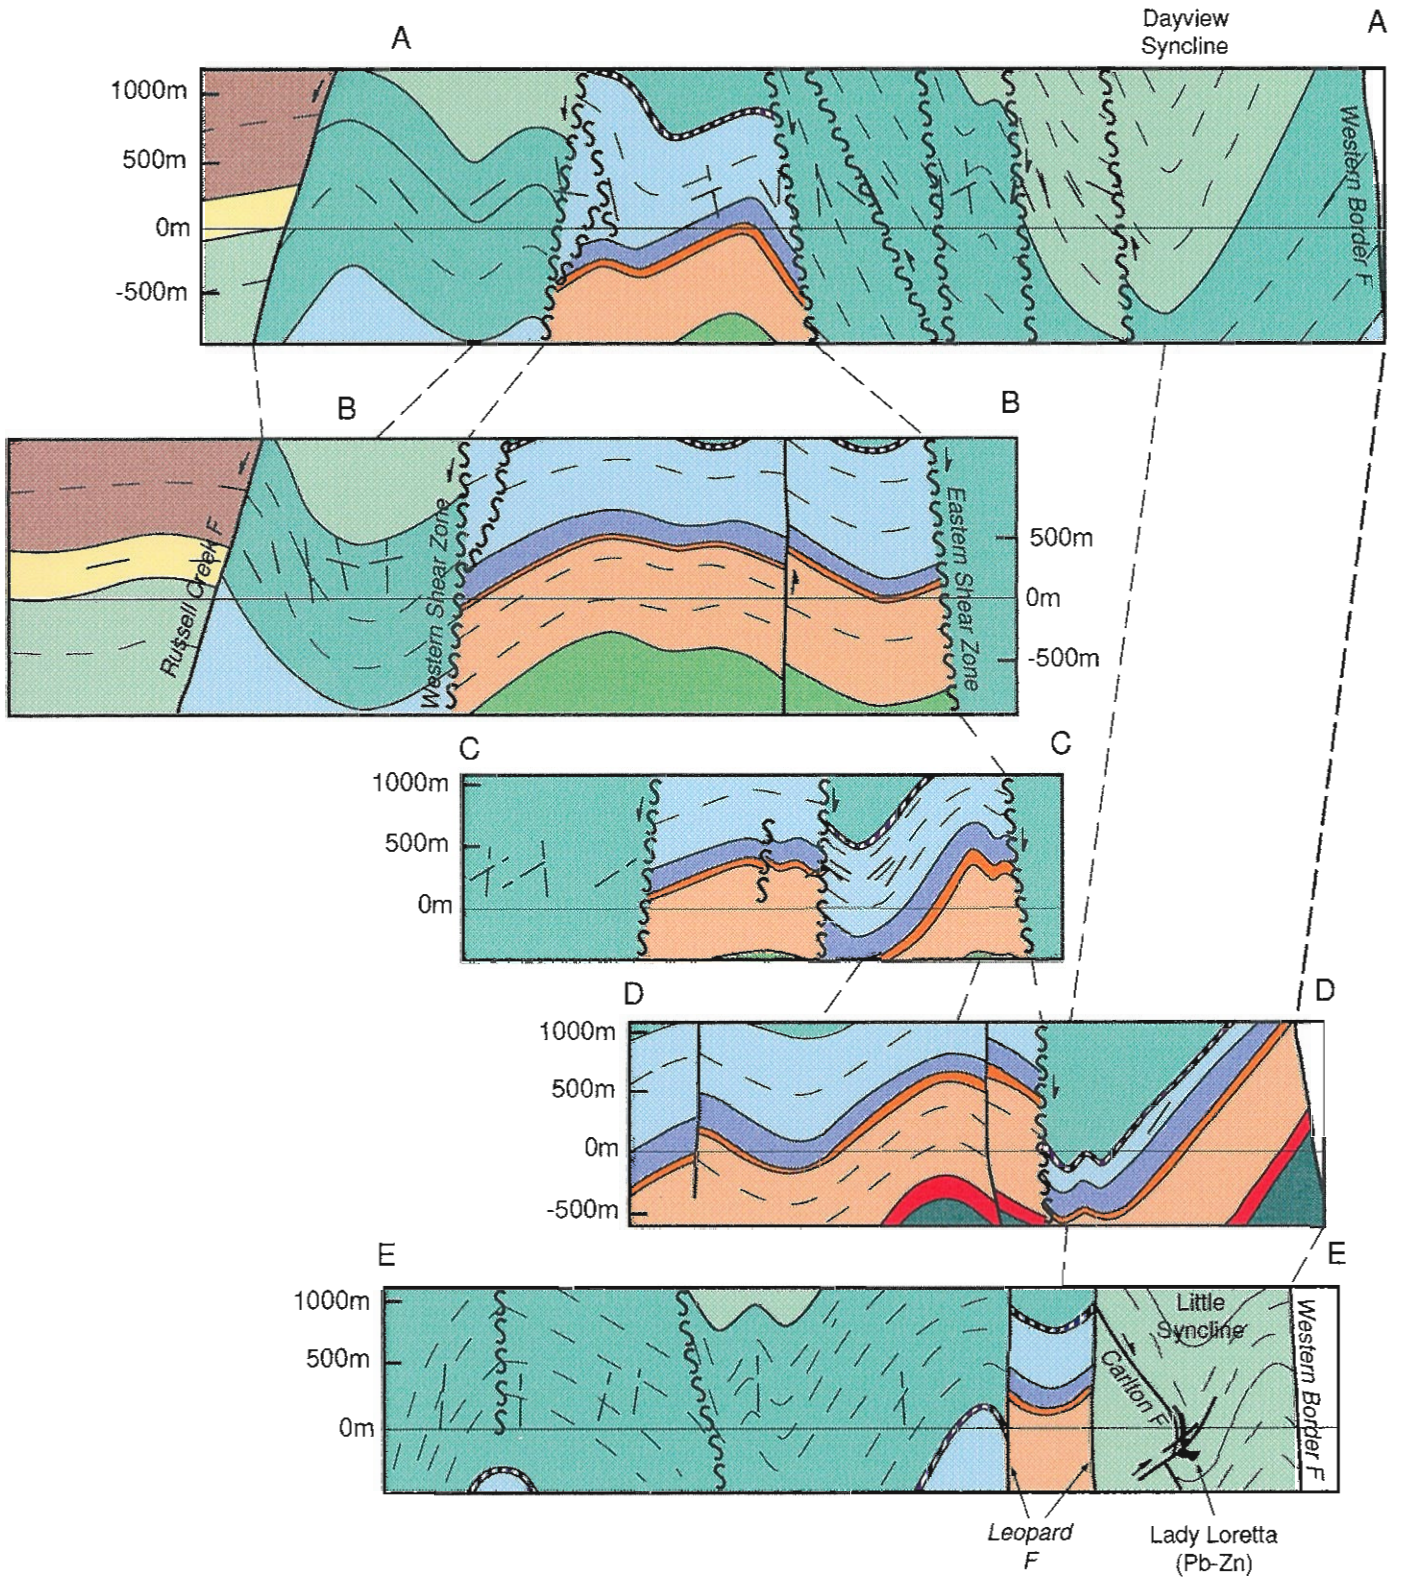 Dayview
Syncline
A
A
1000m
500m
0m
-500m
Western Border F
B
B
Russell Creek F
Western Shear Zone
Eastern Shear Zone
500m
0m
-500m
C
C
1000m
500m
0m
D
D
1000m
500m
0m
-500m
E
E
1000m
500m
0m
Little
Syncline
Carlton F
Western Border F
Leopard
F
Lady Loretta
(Pb-Zn)